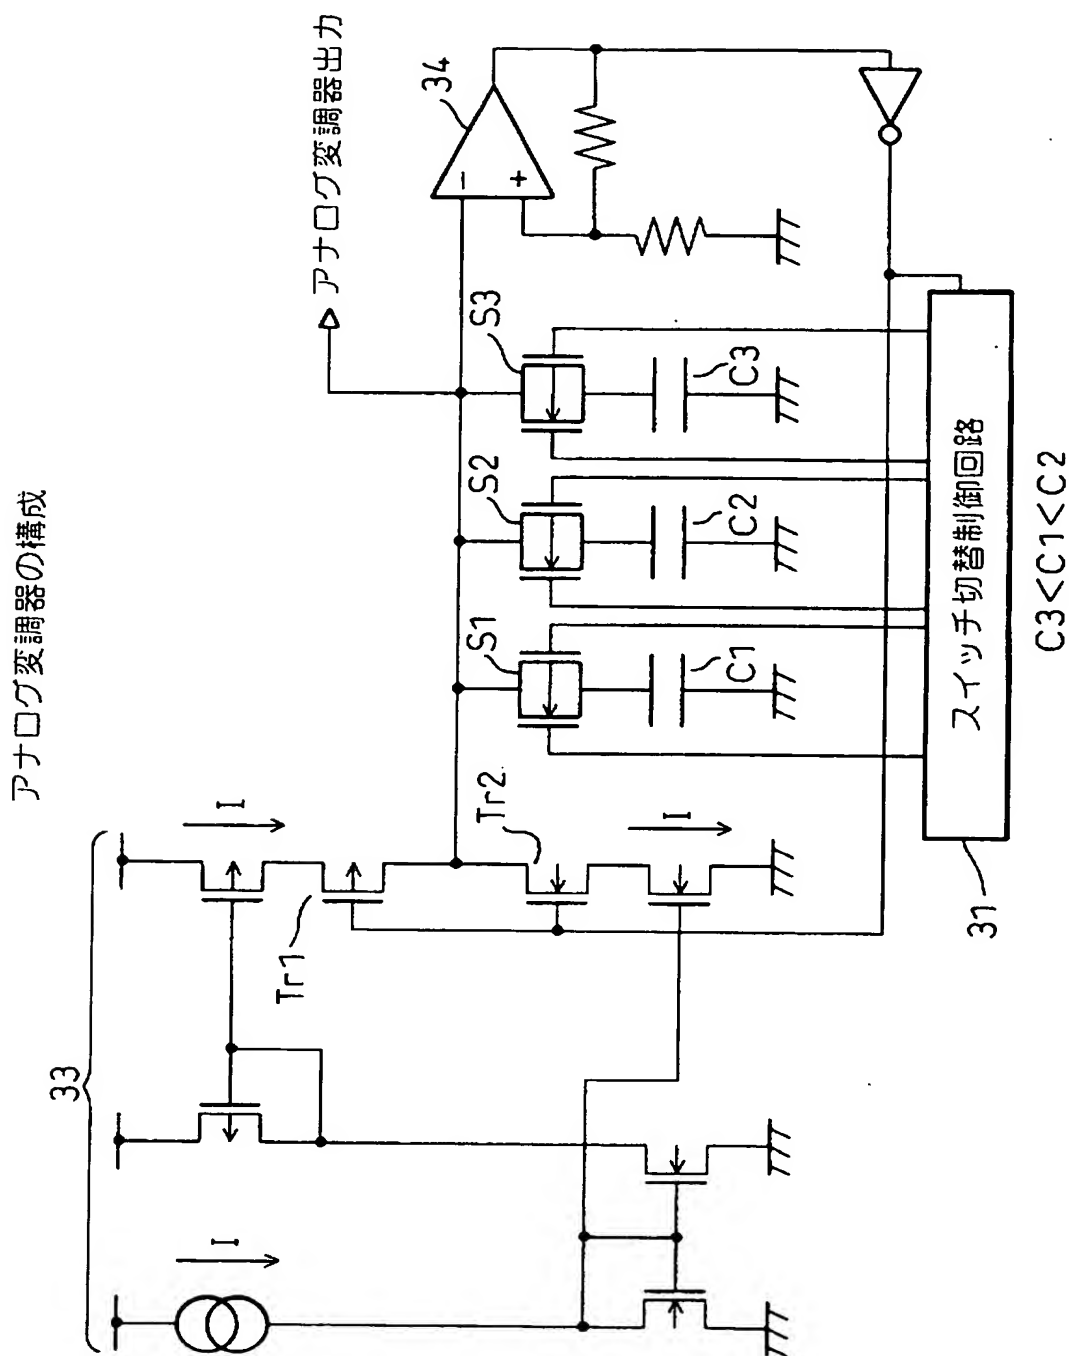 アナログ変調器の構成
33
I
I
Tr1
Tr2
I
アナログ変調器出力
34
−
+
S1
S2
S3
C1
C2
C3
スイッチ切替制御回路
31
C3<C1<C2